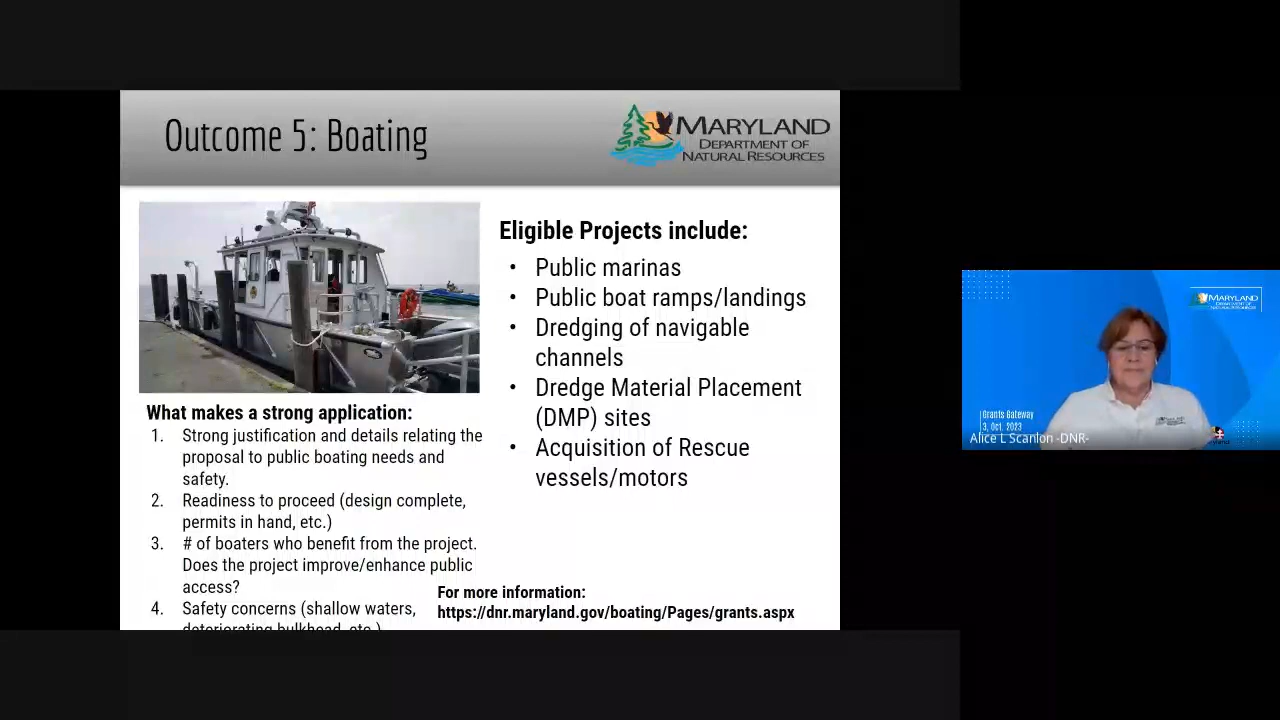 Outcome 5: Boating
MARYLAND
DEPARTMENT OF
NATURAL RESOURCES
What makes a strong application:
1. Strong justification and details relating the
proposal to public boating needs and
safety.
2. Readiness to proceed (design complete,
permits in hand, etc.)
3. # of boaters who benefit from the project.
Does the project improve/enhance public
access?
4. Safety concerns (shallow waters,
deteriorating bulkhead, etc.)
Eligible Projects include:
• Public marinas
• Public boat ramps/landings
• Dredging of navigable
channels
• Dredge Material Placement
(DMP) sites
• Acquisition of Rescue
vessels/motors
For more information:
https://dnr.maryland.gov/boating/Pages/grants.aspx
MARYLAND
DEPARTMENT OF
NATURAL RESOURCES
Grants Gateway
3, Oct. 2023
Alice L Scanlon -DNR-